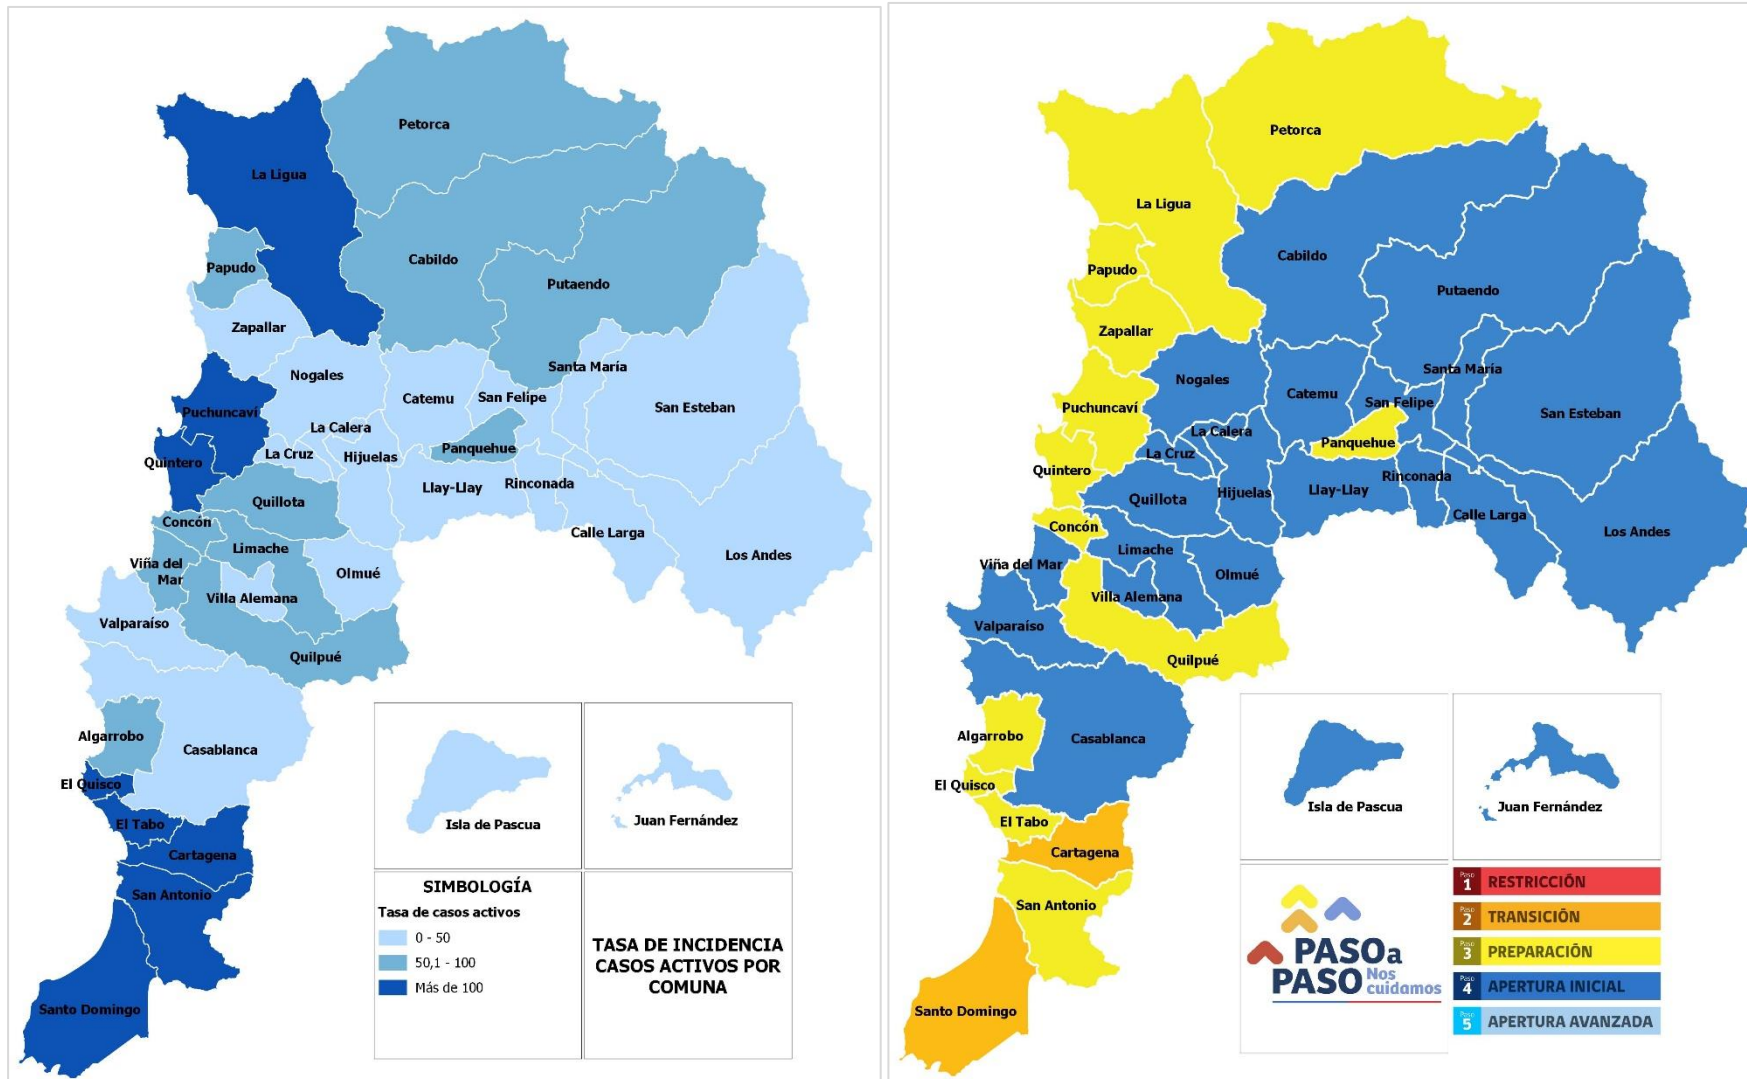 Petorca
La Ligua
Cabildo
Papudo
Putaendo
Zapallar
Santa María
Nogales
Catemu
San Felipe
San Esteban
Puchuncaví
La Calera
Panquehue
La Cruz
Hijuelas
Quintero
Llay-Llay
Rinconada
Quillota
Concón
Calle Larga
Limache
Los Andes
Viña del
Mar
Olmué
Villa Alemana
Valparaíso
Quilpué
Algarrobo
Casablanca
El Quisco
El Tabo
Cartagena
San Antonio
Santo Domingo
Isla de Pascua
Juan Fernández
SIMBOLOGÍA
Tasa de casos activos
0 - 50
50,1 - 100
Más de 100
TASA DE INCIDENCIA
CASOS ACTIVOS POR
COMUNA
Petorca
La Ligua
Cabildo
Papudo
Putaendo
Zapallar
Santa María
Nogales
Catemu
San Felipe
San Esteban
Puchuncaví
La Calera
Panquehue
La Cruz
Quintero
Rinconada
Quillota
Hijuelas
Llay-Llay
Calle Larga
Concón
Los Andes
Limache
Viña del Mar
Olmué
Villa Alemana
Valparaíso
Quilpué
Algarrobo
Casablanca
El Quisco
El Tabo
Cartagena
San Antonio
Santo Domingo
Isla de Pascua
Juan Fernández
PASO a
PASO Nos
cuidamos
Paso 1 RESTRICCIÓN
Paso 2 TRANSICIÓN
Paso 3 PREPARACIÓN
Paso 4 APERTURA INICIAL
Paso 5 APERTURA AVANZADA